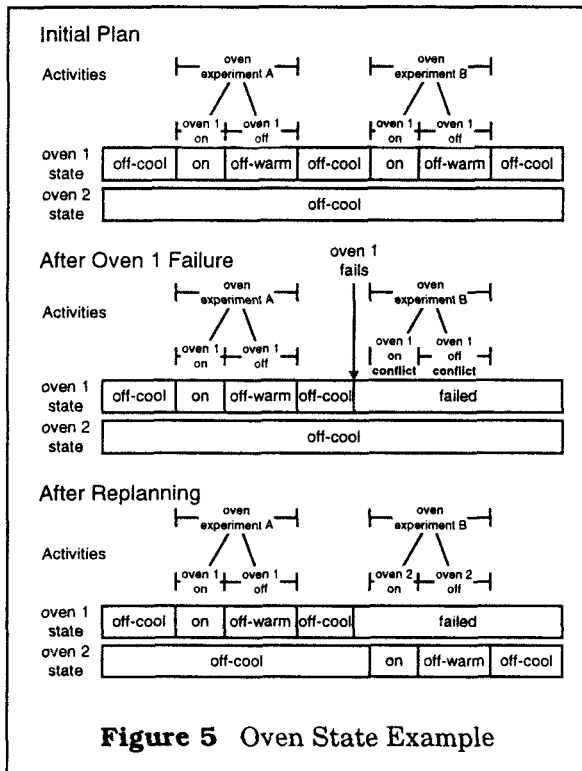 Initial Plan
Activities
oven
experiment A
oven
experiment B
oven 1
on
oven 1
off
oven 1
on
oven 1
off
oven 1
state
off-cool on off-warm off-cool on off-warm off-cool
oven 2
state
off-cool
After Oven 1 Failure
oven 1
fails
Activities
oven
experiment A
oven
experiment B
oven 1
on
oven 1
off
oven 1
on
conflict
oven 1
off
conflict
oven 1
state
off-cool on off-warm off-cool failed
oven 2
state
off-cool
After Replanning
Activities
oven
experiment A
oven
experiment B
oven 1
on
oven 1
off
oven 2
on
oven 2
off
oven 1
state
off-cool on off-warm off-cool failed
oven 2
state
off-cool on off-warm off-cool
Figure 5 Oven State Example